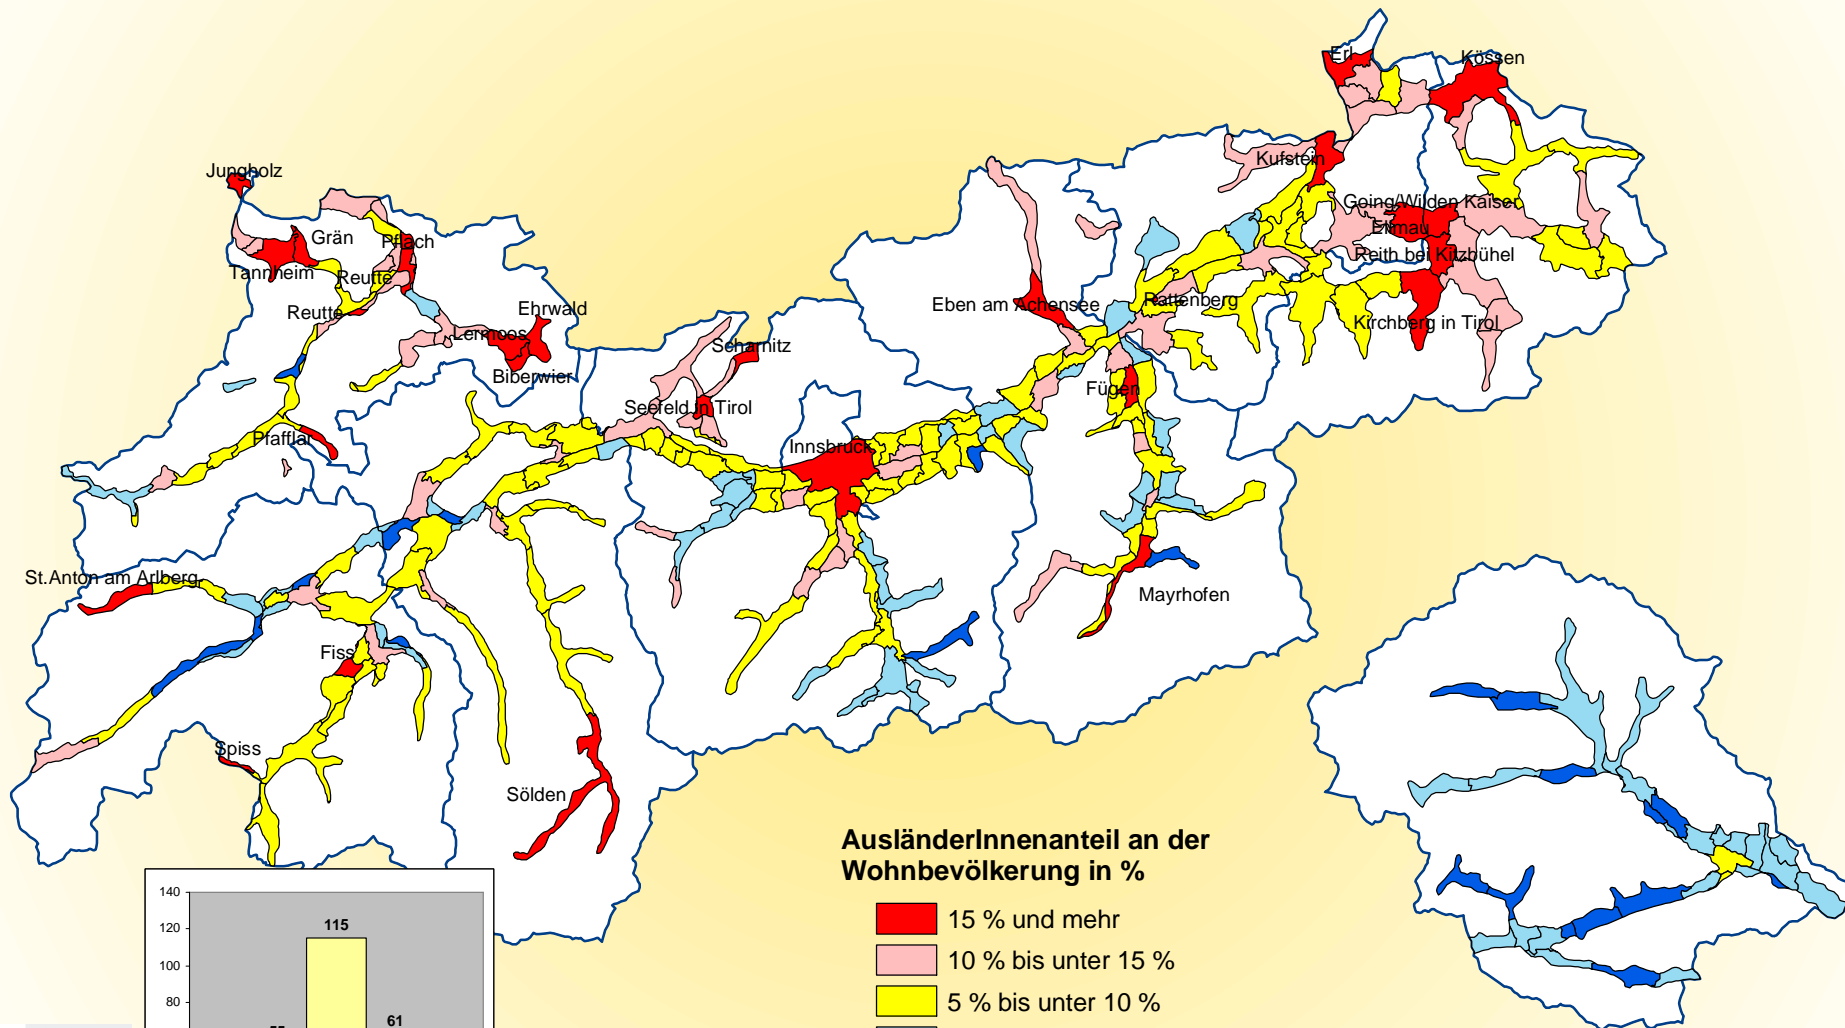 Erl
Kössen
Jungholz
Kufstein
Going/Wilden Kaiser
Ellmau
Grän
Pflach
Tannheim
Reutte
Reith bei Kitzbühel
Eben am Achensee
Rattenberg
Reutte
Ehrwald
Lermoos
Kirchberg in Tirol
Scharnitz
Biberwier
Fügen
Seefeld in Tirol
Pfafflar
Innsbruck
St.Anton am Arlberg
Mayrhofen
Fiss
Spiss
Sölden
AusländerInnenanteil an der
Wohnbevölkerung in %
15 % und mehr
10 % bis unter 15 %
5 % bis unter 10 %
140
120
100
80
115
61